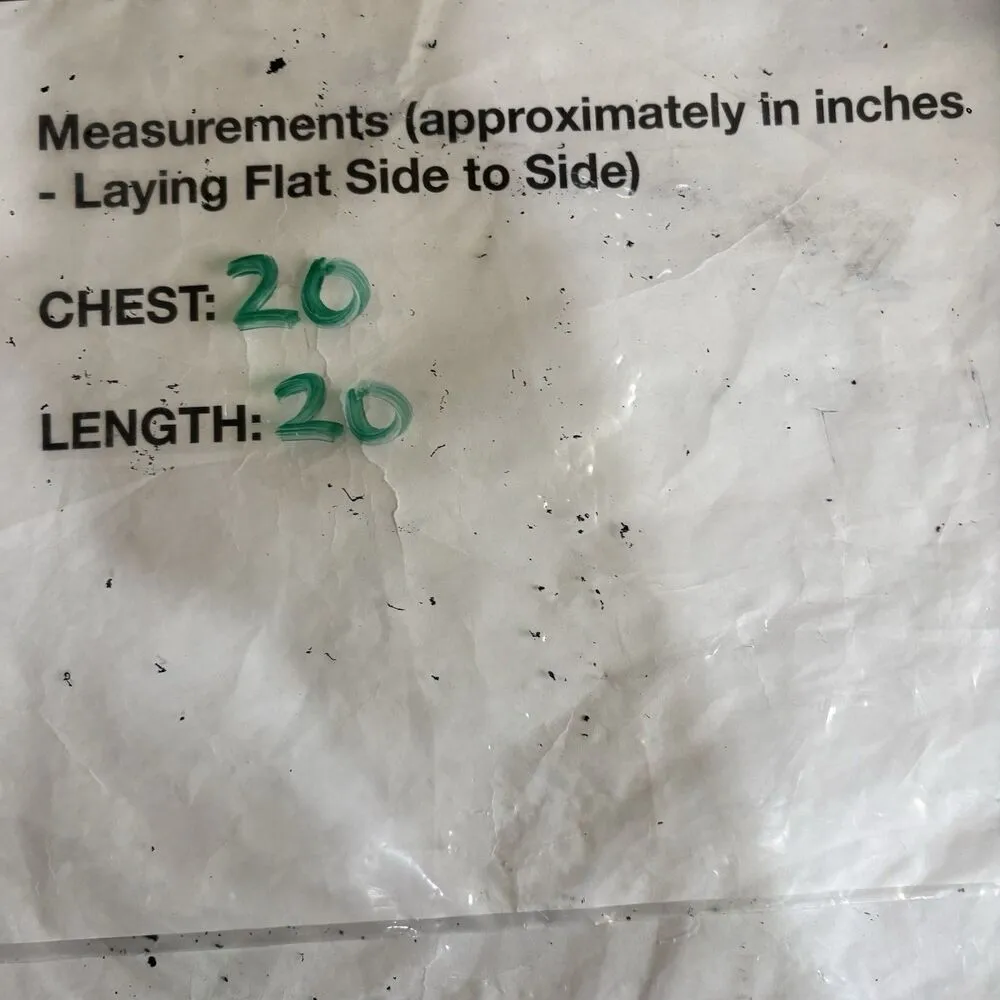 Measurements (approximately in inches.
- Laying Flat Side to Side)
CHEST: 20
LENGTH: 20